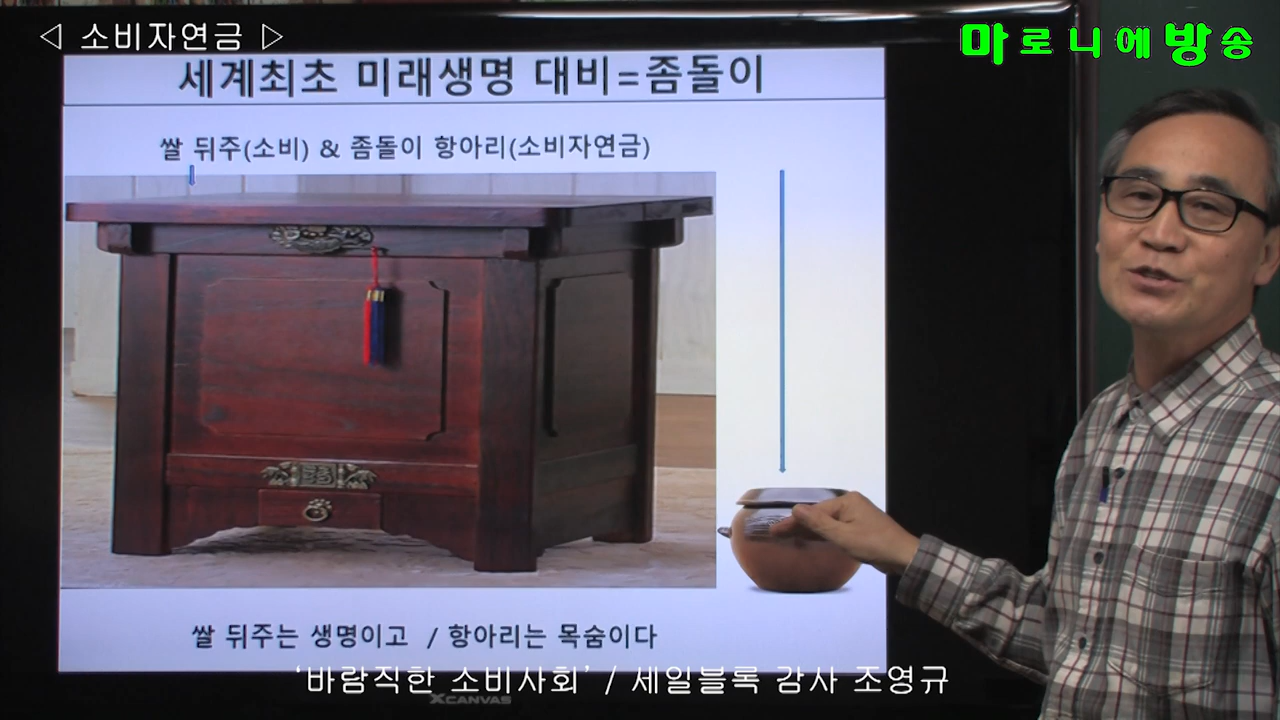 ◁ 소비자연금 ▷
마로니에방송
세계최초 미래생명 대비=좀돌이
쌀 뒤주(소비) & 좀돌이 항아리(소비자연금)
쌀 뒤주는 생명이고 / 항아리는 목숨이다
‘바람직한 소비사회’ / 세일블록 감사 조영규
XCANVAS